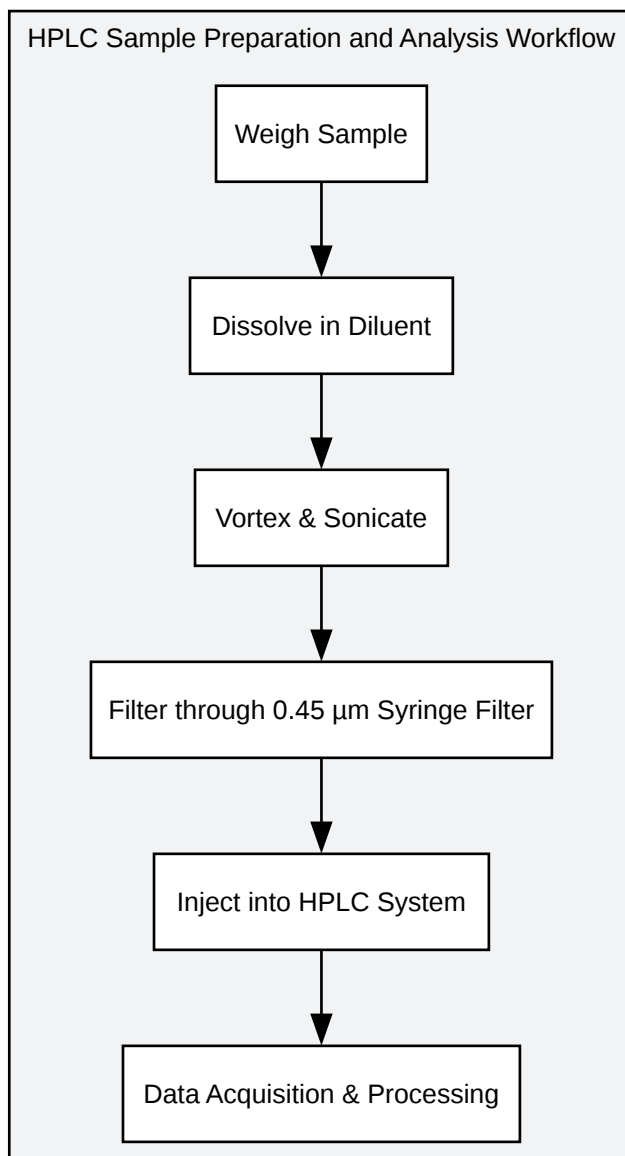 HPLC Sample Preparation and Analysis Workflow
Weigh Sample
Dissolve in Diluent
Vortex & Sonicate
Filter through 0.45 µm Syringe Filter
Inject into HPLC System
Data Acquisition & Processing